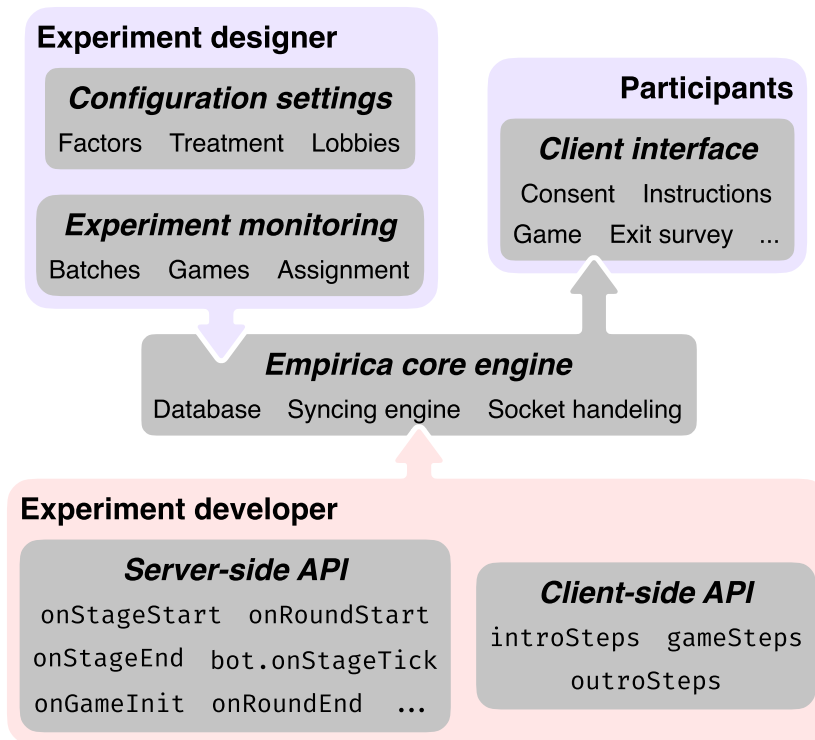 Experiment designer
Configuration settings
Factors Treatment Lobbies
Experiment monitoring
Batches Games Assignment
Participants
Client interface
Consent Instructions
Game Exit survey ...
Empirica core engine
Database Syncing engine Socket handeling
Experiment developer
Server-side API
onStageStart onRoundStart
onStageEnd bot.onStageTick
onGameInit onRoundEnd ...
Client-side API
introSteps gameSteps
outroSteps